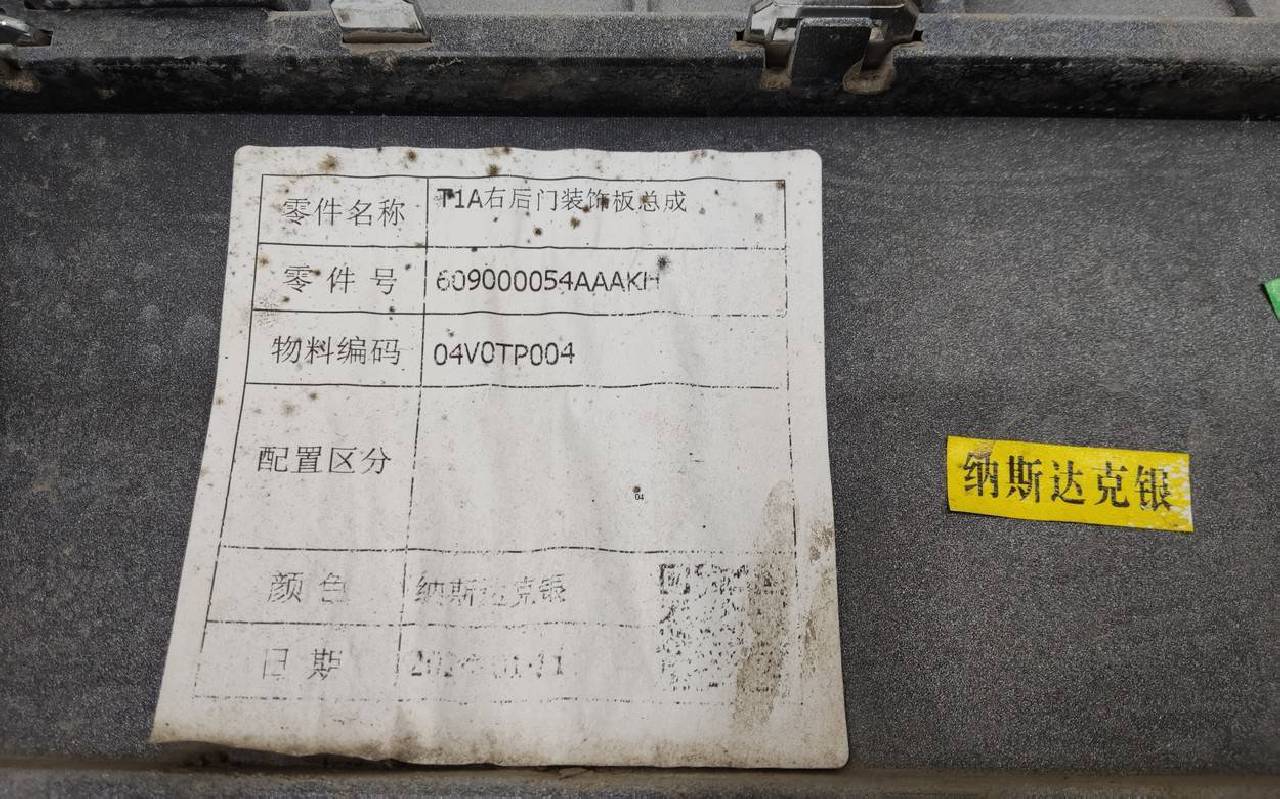 零件名称 T1A右后门装饰板总成
零件号 609000054AAAKH
物料编码 04V0TP004
配置区分
04
颜色 纳斯达克银
日期
纳斯达克银